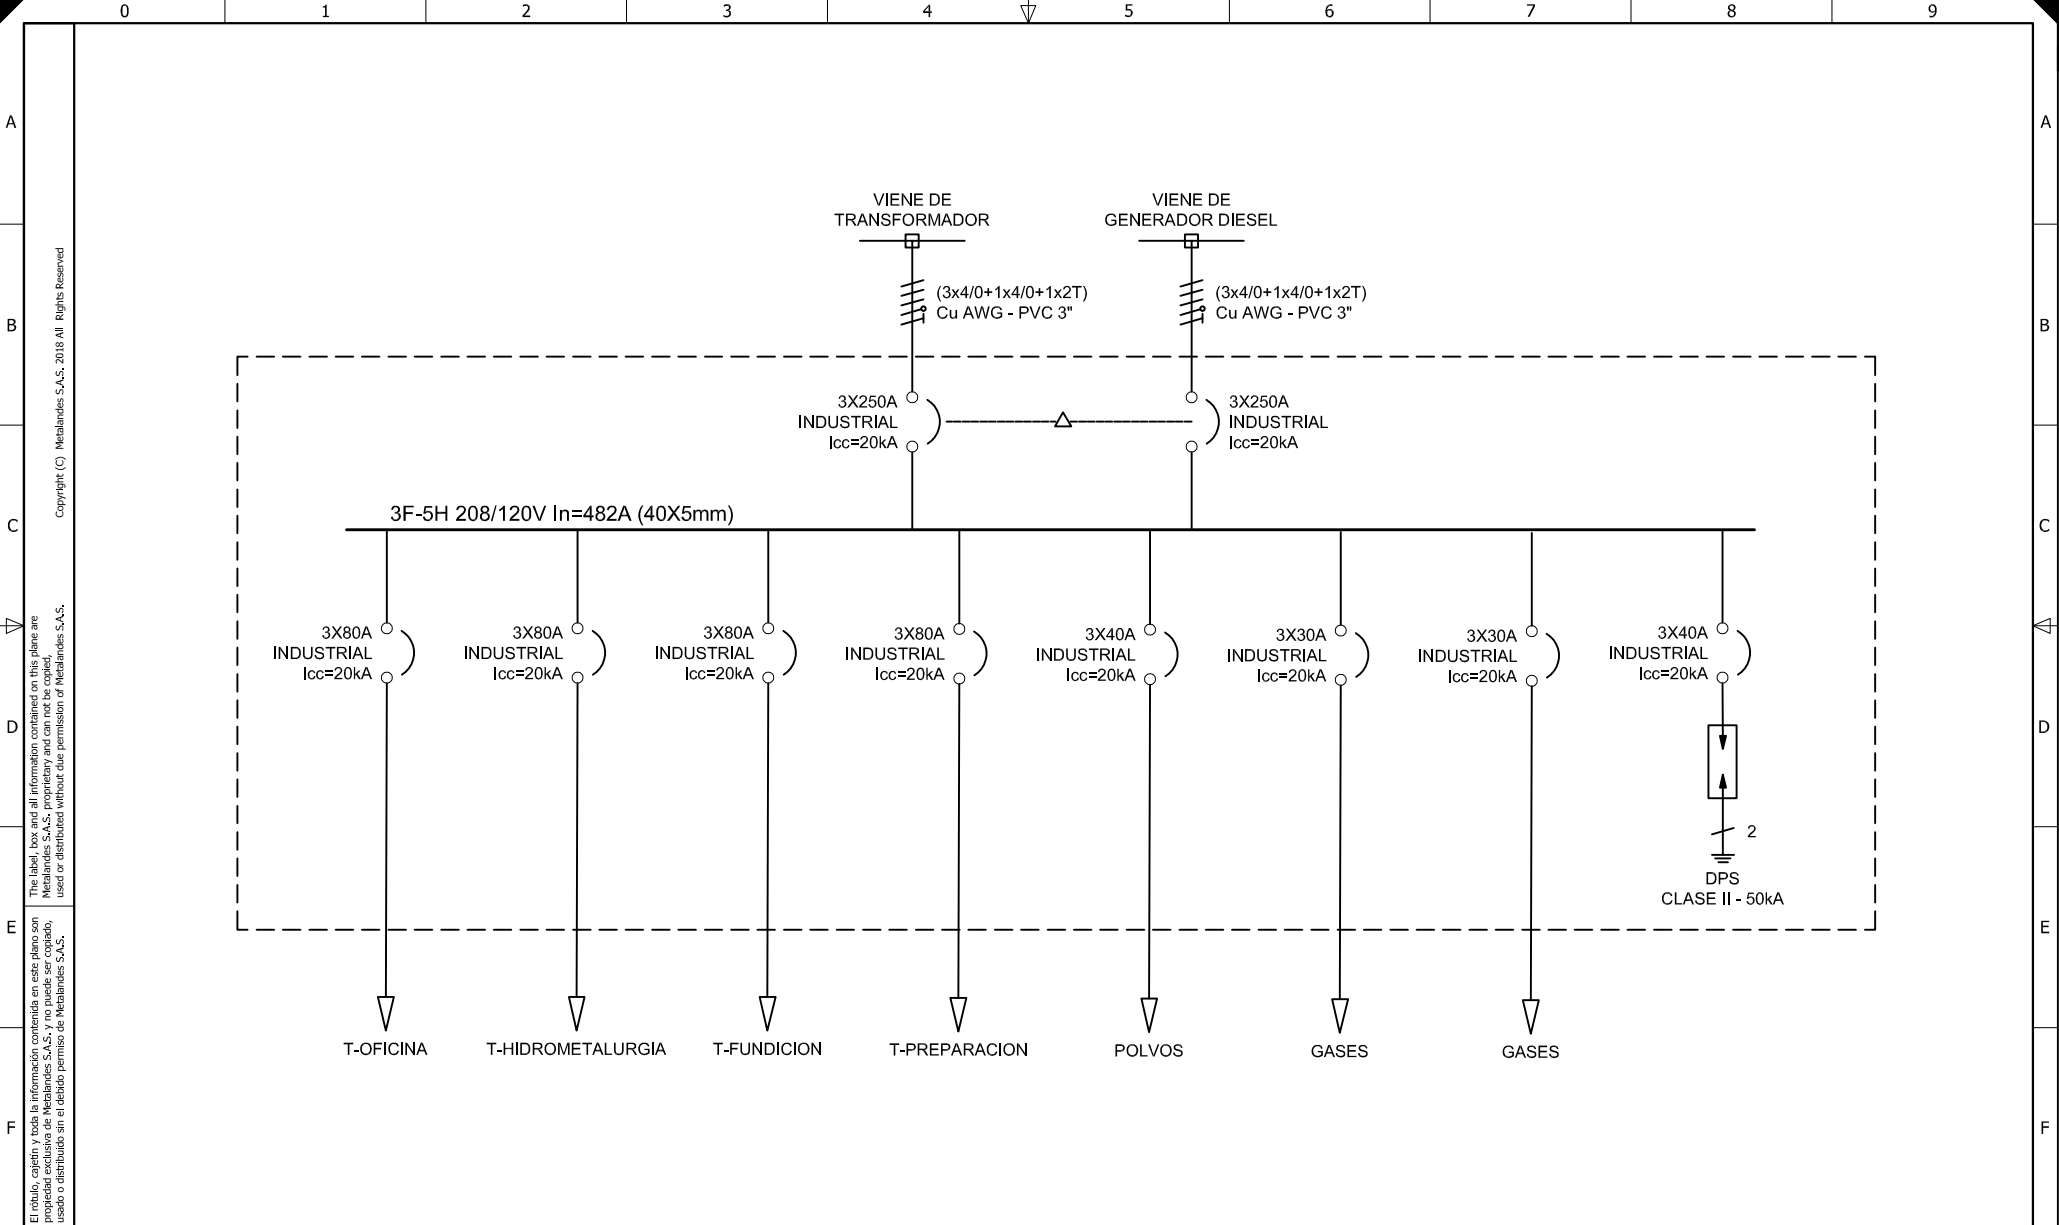 0 1 2 3 4 5 6 7 8 9
A
B
C
D
E
F
A
B
C
D
E
F
Copyright (C) Metalandes S.A.S. 2018 All Rights Reserved
The label, box and all information contained on this plane are
Metalandes S.A.S. proprietary and can not be copied,
used or distributed without due permission of Metalandes S.A.S.
El rótulo, cajetín y toda la información contenida en este plano son
propiedad exclusiva de Metalandes S.A.S. y no puede ser copiado,
usado o distribuido sin el debido permiso de Metalandes S.A.S.
VIENE DE
TRANSFORMADOR
VIENE DE
GENERADOR DIESEL
(3x4/0+1x4/0+1x2T)
Cu AWG - PVC 3"
(3x4/0+1x4/0+1x2T)
Cu AWG - PVC 3"
3X250A
INDUSTRIAL
Icc=20kA
3X250A
INDUSTRIAL
Icc=20kA
3F-5H 208/120V In=482A (40X5mm)
3X80A
INDUSTRIAL
Icc=20kA
3X80A
INDUSTRIAL
Icc=20kA
3X80A
INDUSTRIAL
Icc=20kA
3X80A
INDUSTRIAL
Icc=20kA
3X40A
INDUSTRIAL
Icc=20kA
3X30A
INDUSTRIAL
Icc=20kA
3X30A
INDUSTRIAL
Icc=20kA
3X40A
INDUSTRIAL
Icc=20kA
2
DPS
CLASE II - 50kA
T-OFICINA
T-HIDROMETALURGIA
T-FUNDICION
T-PREPARACION
POLVOS
GASES
GASES